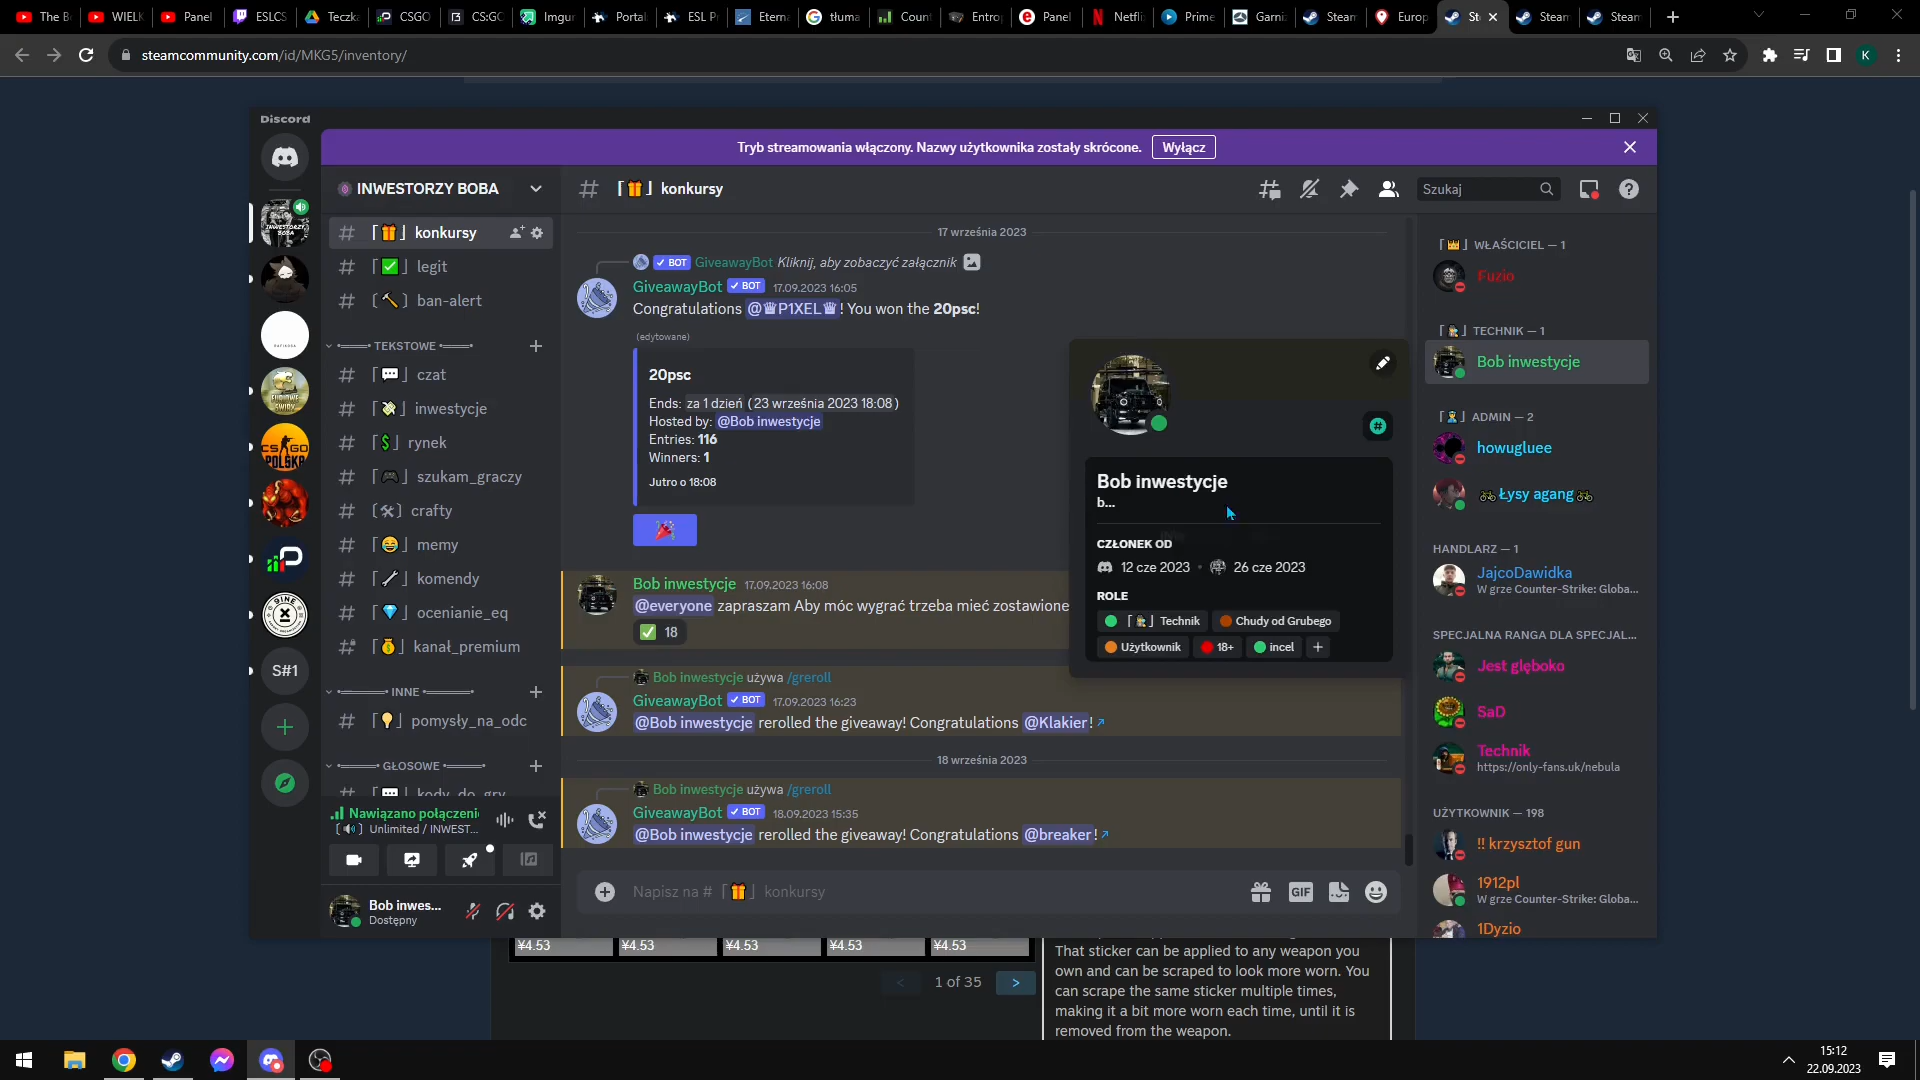 The B
WIELK
Panel
ESLCS
Teczka
CSGO
CS:GC
Imgur
Portal
ESL P
Etern
tłuma
Count
Entro
Panel
Netfli
Prime
Garni
Steam
Europ
St
Steam
Steam
steamcommunity.com/id/MKG5/inventory/
K
Discord
Tryb streamowania włączony. Nazwy użytkownika zostały skrócone.
Wyłącz
INWESTORZY BOBA
konkursy
Szukaj
konkursy
legit
ban-alert
TEKSTOWE
czat
inwestycje
rynek
szukam_graczy
crafty
memy
komendy
ocenianie_eq
kanał_premium
INNE
pomysły_na_odc
GŁOSOWE
kody_do_gry
S#1
Nawiązano połączeni
Unlimited / INWEST...
Bob inwes...
Dostępny
17 września 2023
BOT GiveawayBot Kliknij, aby zobaczyć załącznik
GiveawayBot BOT 17.09.2023 16:05
Congratulations @♛P1XEL♛! You won the 20psc!
(edytowane)
20psc
Ends: za 1 dzień (23 września 2023 18:08)
Hosted by: @Bob inwestycje
Entries: 116
Winners: 1
Jutro o 18:08
Bob inwestycje 17.09.2023 16:08
@everyone zapraszam Aby móc wygrać trzeba mieć zostawione
18
Bob inwestycje używa /greroll
GiveawayBot BOT 17.09.2023 16:23
@Bob inwestycje rerolled the giveaway! Congratulations @Klakier!
18 września 2023
Bob inwestycje używa /greroll
GiveawayBot BOT 18.09.2023 15:35
@Bob inwestycje rerolled the giveaway! Congratulations @breaker!
Napisz na # konkursy
GIF
Bob inwestycje
b...
CZŁONEK OD
12 cze 2023 • 26 cze 2023
ROLE
Technik
Chudy od Grubego
Użytkownik
18+
incel
WŁAŚCICIEL — 1
Fuzio
TECHNIK — 1
Bob inwestycje
ADMIN — 2
howugluee
Łysy agang
HANDLARZ — 1
JajcoDawidka
W grze Counter-Strike: Globa...
SPECJALNA RANGA DLA SPECJAL...
Jest głęboko
SaD
Technik
https://only-fans.uk/nebula
UŻYTKOWNIK — 198
!! krzysztof gun
1912pl
W grze Counter-Strike: Globa...
1Dyzio
¥4.53
¥4.53
¥4.53
¥4.53
¥4.53
< 1 of 35 >
That sticker can be applied to any weapon you
own and can be scraped to look more worn. You
can scrape the same sticker multiple times,
making it a bit more worn each time, until it is
removed from the weapon.
15:12
22.09.2023